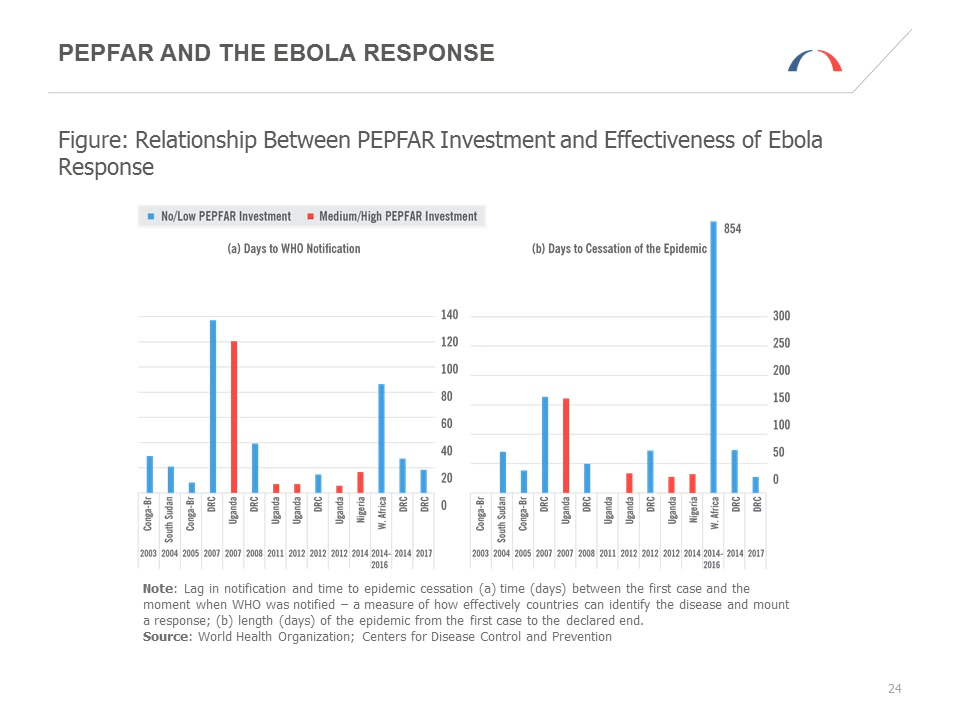 PEPFAR AND THE EBOLA RESPONSE
Figure: Relationship Between PEPFAR Investment and Effectiveness of Ebola
Response
No/Low PEPFAR Investment Medium/High PEPFAR Investment
(a) Days to WHO Notification
140
120
100
80
60
40
20
0
Conga-Br
South Sudan
Conga-Br
DRC
Uganda
DRC
Uganda
Uganda
DRC
Uganda
Nigeria
W. Africa
DRC
DRC
2003 2004 2005 2007 2007 2008 2011 2012 2012 2012 2014 2014- 2014 2017
2016
(b) Days to Cessation of the Epidemic
854
300
250
200
150
100
50
0
Conga-Br
South Sudan
Conga-Br
DRC
Uganda
DRC
Uganda
Uganda
DRC
Uganda
Nigeria
W. Africa
DRC
DRC
2003 2004 2005 2007 2007 2008 2011 2012 2012 2012 2014 2014- 2014 2017
2016
Note: Lag in notification and time to epidemic cessation (a) time (days) between the first case and the
moment when WHO was notified – a measure of how effectively countries can identify the disease and mount
a response; (b) length (days) of the epidemic from the first case to the declared end.
Source: World Health Organization; Centers for Disease Control and Prevention
24